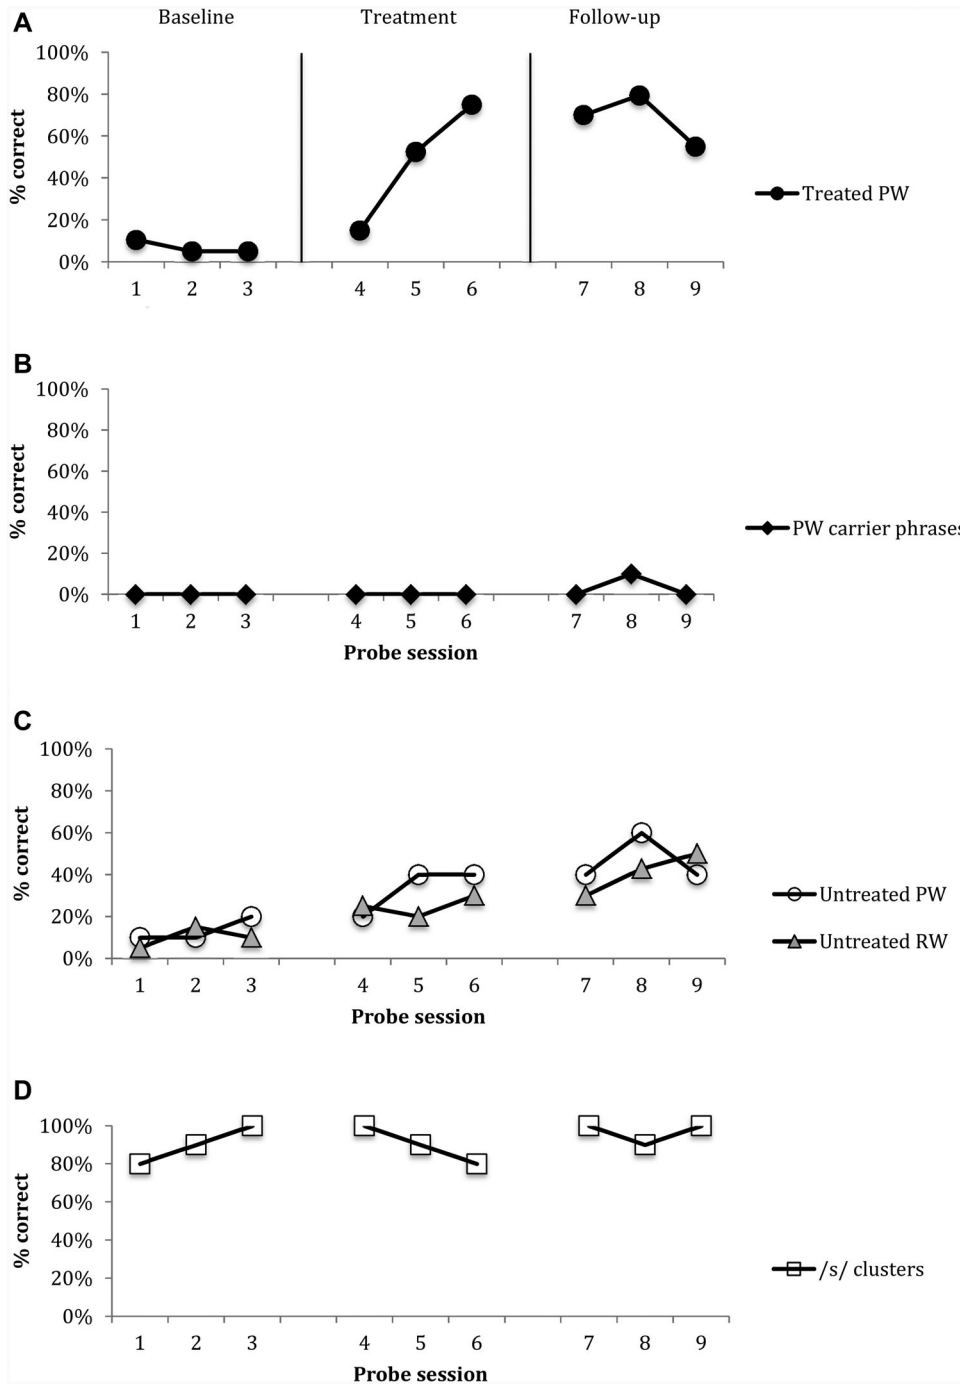 A
Baseline Treatment Follow-up
100%
80%
60%
40%
20%
0%
% correct
1 2 3 4 5 6 7 8 9
Treated PW
B
100%
80%
60%
40%
20%
0%
% correct
1 2 3 4 5 6 7 8 9
Probe session
PW carrier phrases
C
100%
80%
60%
40%
20%
0%
% correct
1 2 3 4 5 6 7 8 9
Probe session
Untreated PW
Untreated RW
D
100%
80%
60%
40%
20%
0%
% correct
1 2 3 4 5 6 7 8 9
Probe session
/s/ clusters